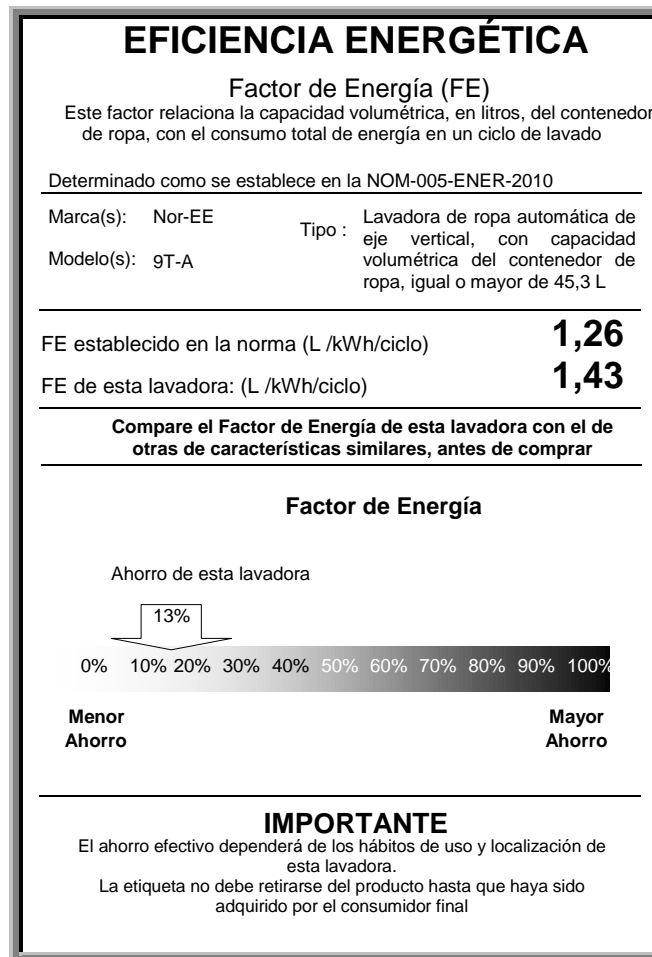 EFICIENCIA ENERGÉTICA
Factor de Energía (FE)
Este factor relaciona la capacidad volumétrica, en litros, del contenedor
de ropa, con el consumo total de energía en un ciclo de lavado
Determinado como se establece en la NOM-005-ENER-2010
Marca(s): Nor-EE
Modelo(s): 9T-A
Tipo : Lavadora de ropa automática de
eje vertical, con capacidad
volumétrica del contenedor de
ropa, igual o mayor de 45,3 L
FE establecido en la norma (L /kWh/ciclo) 1,26
FE de esta lavadora: (L /kWh/ciclo) 1,43
Compare el Factor de Energía de esta lavadora con el de
otras de características similares, antes de comprar
Factor de Energía
Ahorro de esta lavadora
13%
0% 10% 20% 30% 40% 50% 60% 70% 80% 90% 100%
Menor
Ahorro
Mayor
Ahorro
IMPORTANTE
El ahorro efectivo dependerá de los hábitos de uso y localización de
esta lavadora.
La etiqueta no debe retirarse del producto hasta que haya sido
adquirido por el consumidor final